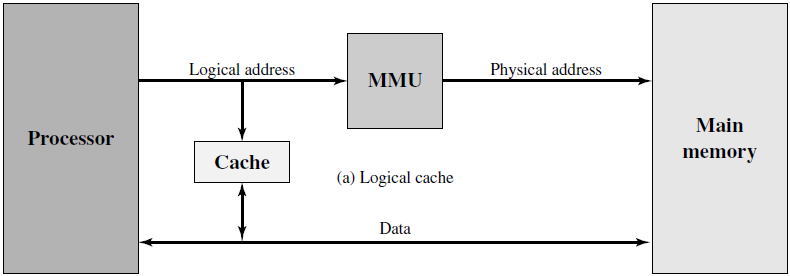 Logical address
MMU
Physical address
Processor
Main
memory
Cache
(a) Logical cache
Data